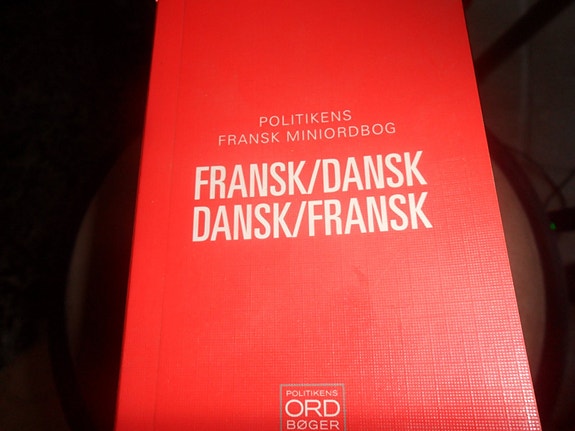 POLITIKENS
FRANSK MINIORDBOG
FRANSK/DANSK
DANSK/FRANSK
POLITIKENS
ORD
BØGER